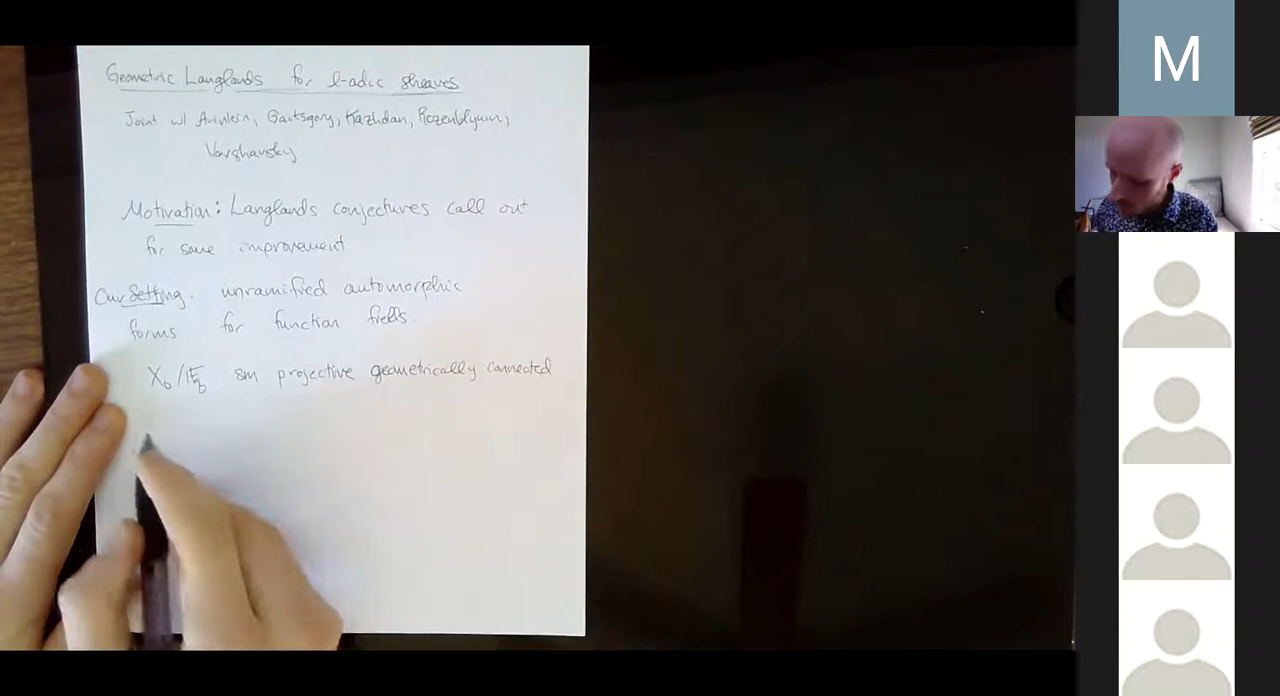 Geometric Langlands for l-adic sheaves
Joint w/ Arinkin, Gaitsgory, Kazhdan, Rozenblyum,
Varshavsky
Motivation: Langlands conjectures call out
for some improvement
Our Setting. unramified automorphic
forms for function fields.
X₀/𝔽q sm projective geometrically connected
M